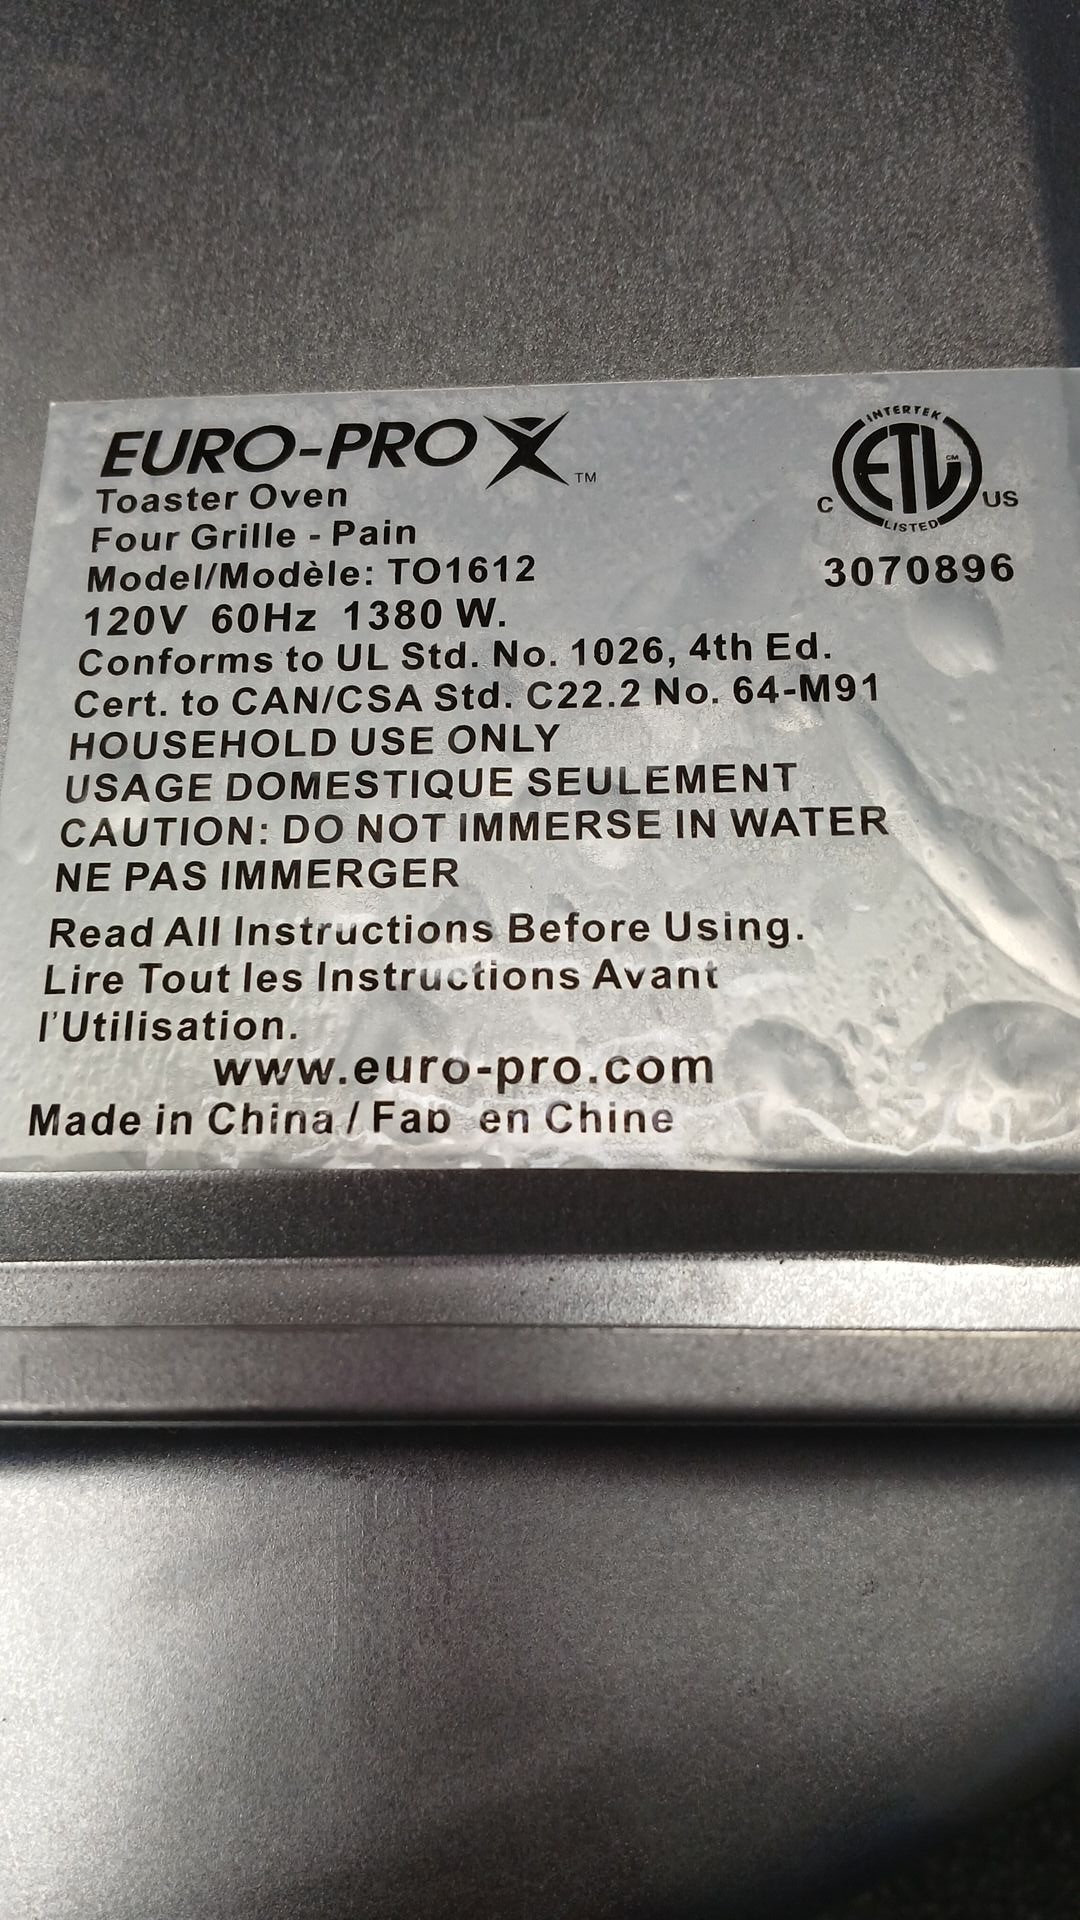 EURO-PRO X™
Toaster Oven
Four Grille - Pain
Model/Modèle: TO1612
120V 60Hz 1380 W.
Conforms to UL Std. No. 1026, 4th Ed.
Cert. to CAN/CSA Std. C22.2 No. 64-M91
HOUSEHOLD USE ONLY
USAGE DOMESTIQUE SEULEMENT
CAUTION: DO NOT IMMERSE IN WATER
NE PAS IMMERGER
Read All Instructions Before Using.
Lire Tout les Instructions Avant
l'Utilisation.
www.euro-pro.com
Made in China / Fab en Chine
INTERTEK
C ETL CM US
LISTED
3070896